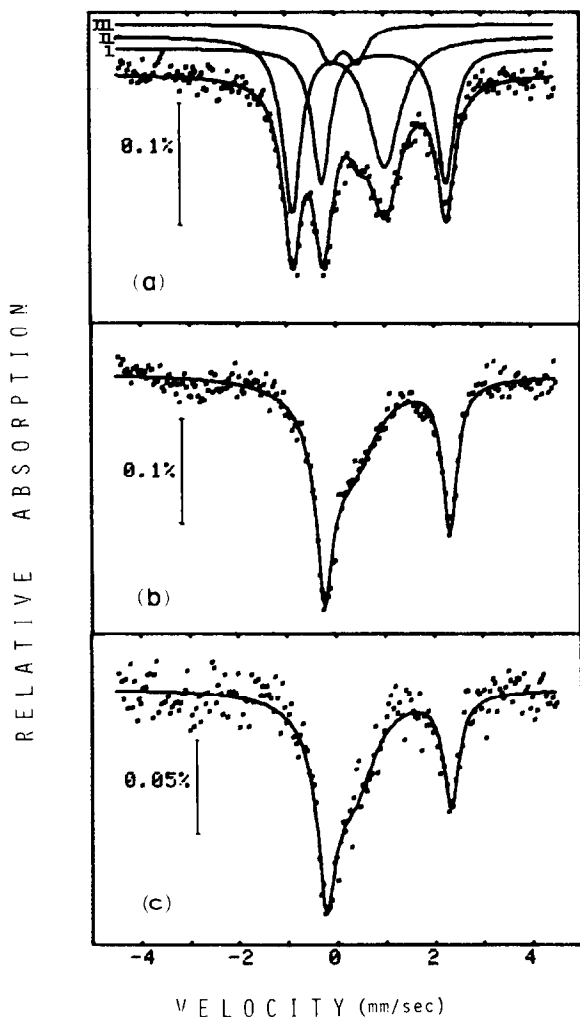 III
II
I
0.1%
(a)
0.1%
(b)
0.05%
(c)
-4 -2 0 2 4
RELATIVE ABSORPTION
VELOCITY (mm/sec)